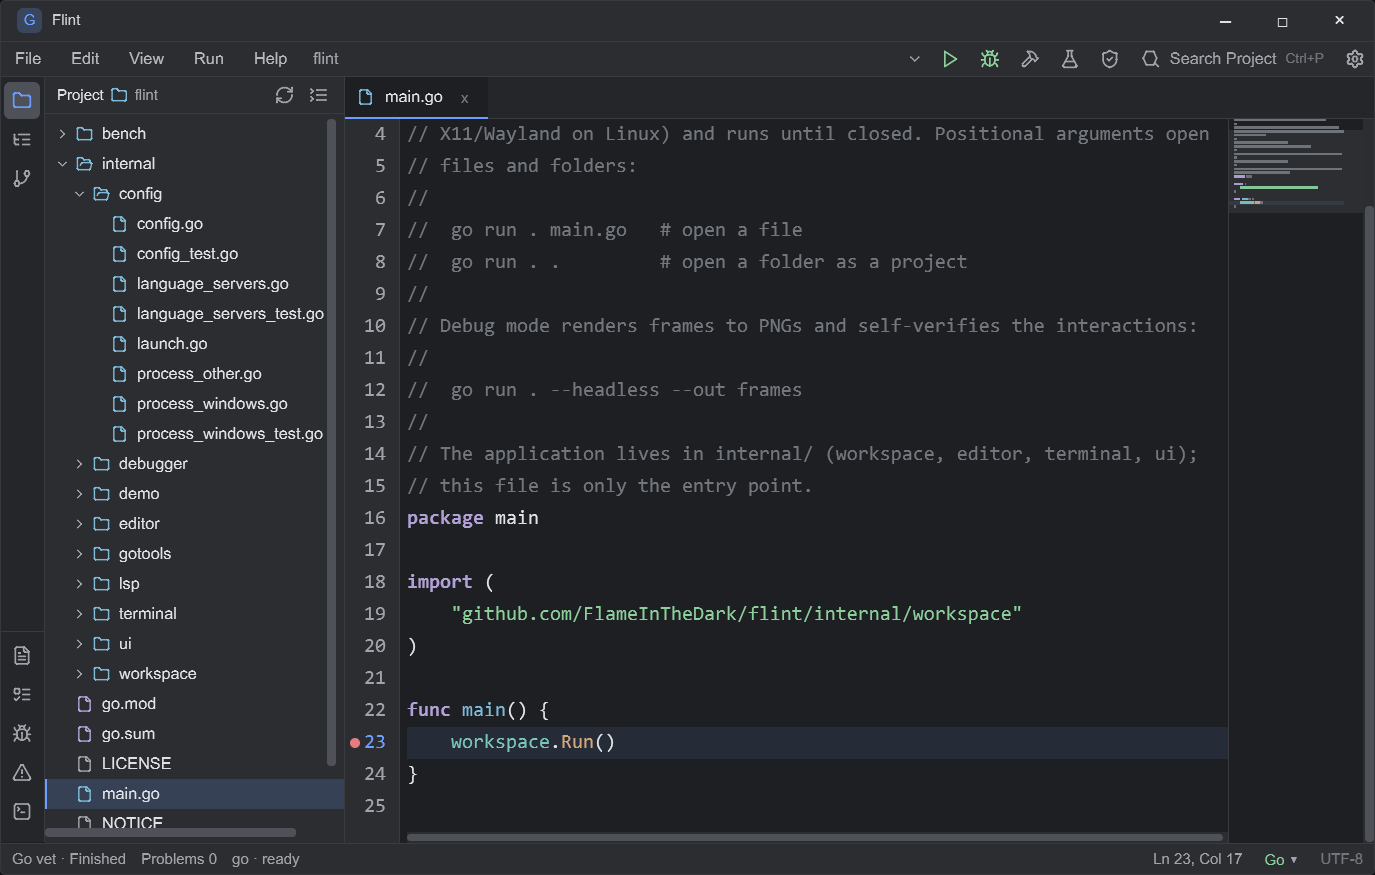 G Flint
File Edit View Run Help flint
Search Project Ctrl+P
Project flint
main.go x
bench
internal
config
config.go
config_test.go
language_servers.go
language_servers_test.go
launch.go
process_other.go
process_windows.go
process_windows_test.go
debugger
demo
editor
gotools
lsp
terminal
ui
workspace
go.mod
go.sum
LICENSE
main.go
NOTICE
4 // X11/Wayland on Linux) and runs until closed. Positional arguments open
5 // files and folders:
6 //
7 //  go run . main.go   # open a file
8 //  go run . .         # open a folder as a project
9 //
10 // Debug mode renders frames to PNGs and self-verifies the interactions:
11 //
12 //  go run . --headless --out frames
13 //
14 // The application lives in internal/ (workspace, editor, terminal, ui);
15 // this file is only the entry point.
16 package main
17
18 import (
19     "github.com/FlameInTheDark/flint/internal/workspace"
20 )
21
22 func main() {
23     workspace.Run()
24 }
25
Go vet · Finished Problems 0 go · ready
Ln 23, Col 17 Go ▾ UTF-8